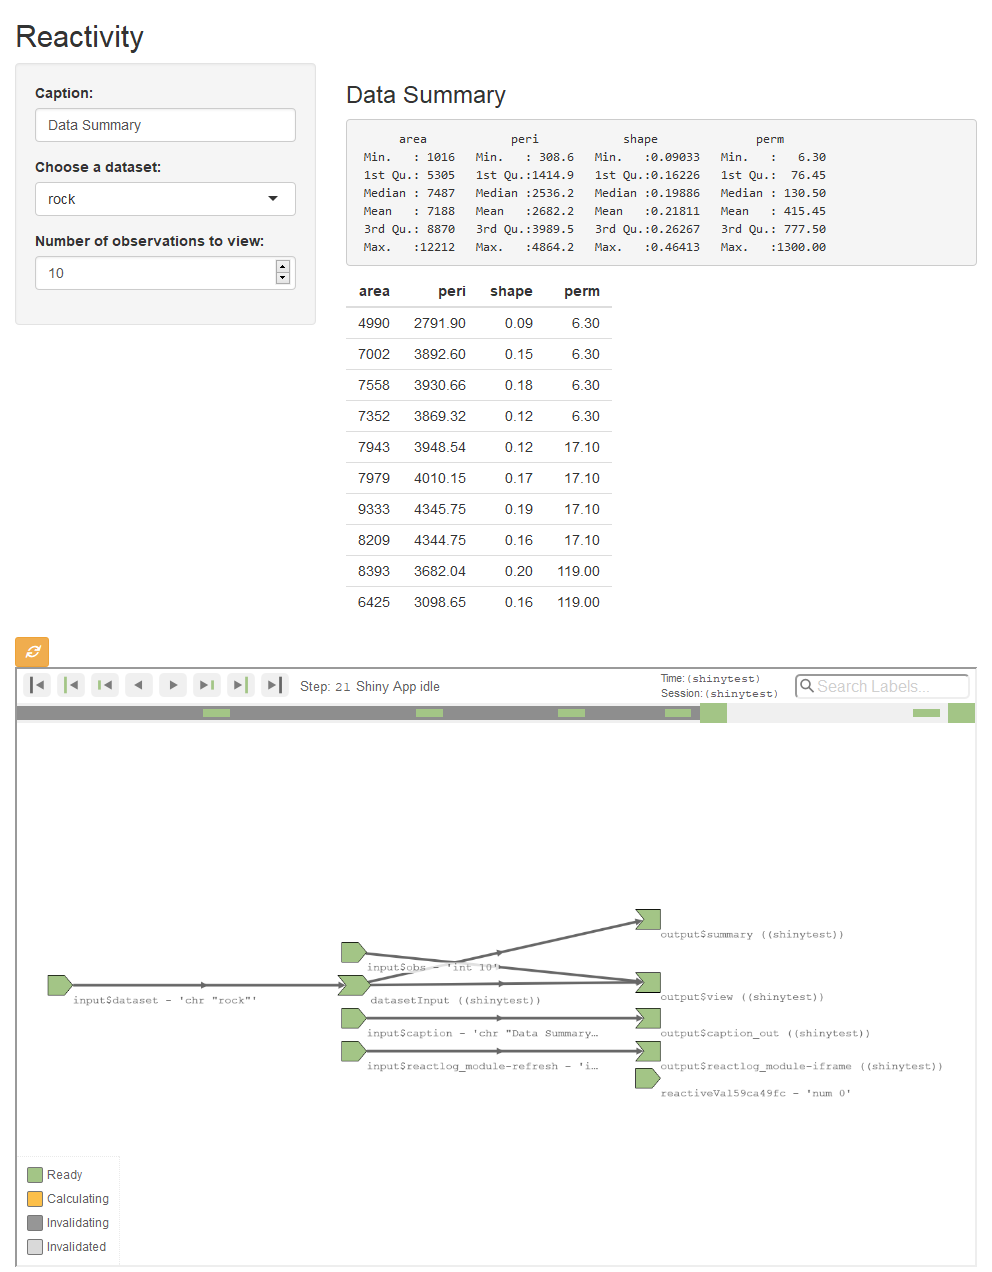 Reactivity
Caption:
Data Summary
Choose a dataset:
rock
Number of observations to view:
10
Data Summary
area peri shape perm
Min. : 1016 Min. : 308.6 Min. :0.09033 Min. : 6.30
1st Qu.: 5305 1st Qu.:1414.9 1st Qu.:0.16226 1st Qu.: 76.45
Median : 7487 Median :2536.2 Median :0.19886 Median : 130.50
Mean : 7188 Mean :2682.2 Mean :0.21811 Mean : 415.45
3rd Qu.: 8870 3rd Qu.:3989.5 3rd Qu.:0.26267 3rd Qu.: 777.50
Max. :12212 Max. :4864.2 Max. :0.46413 Max. :1300.00
area peri shape perm
4990 2791.90 0.09 6.30
7002 3892.60 0.15 6.30
7558 3930.66 0.18 6.30
7352 3869.32 0.12 6.30
7943 3948.54 0.12 17.10
7979 4010.15 0.17 17.10
9333 4345.75 0.19 17.10
8209 4344.75 0.16 17.10
8393 3682.04 0.20 119.00
6425 3098.65 0.16 119.00
Step: 21 Shiny App idle
Time:(shinytest)
Session:(shinytest)
Search Labels...
output$summary ((shinytest))
input$obs - 'int 10'
input$dataset - 'chr "rock"'
datasetInput ((shinytest))
output$view ((shinytest))
input$caption - 'chr "Data Summary...
output$caption_out ((shinytest))
input$reactlog_module-refresh - 'i...
output$reactlog_module-iframe ((shinytest))
reactiveVal59ca49fc - 'num 0'
Ready
Calculating
Invalidating
Invalidated